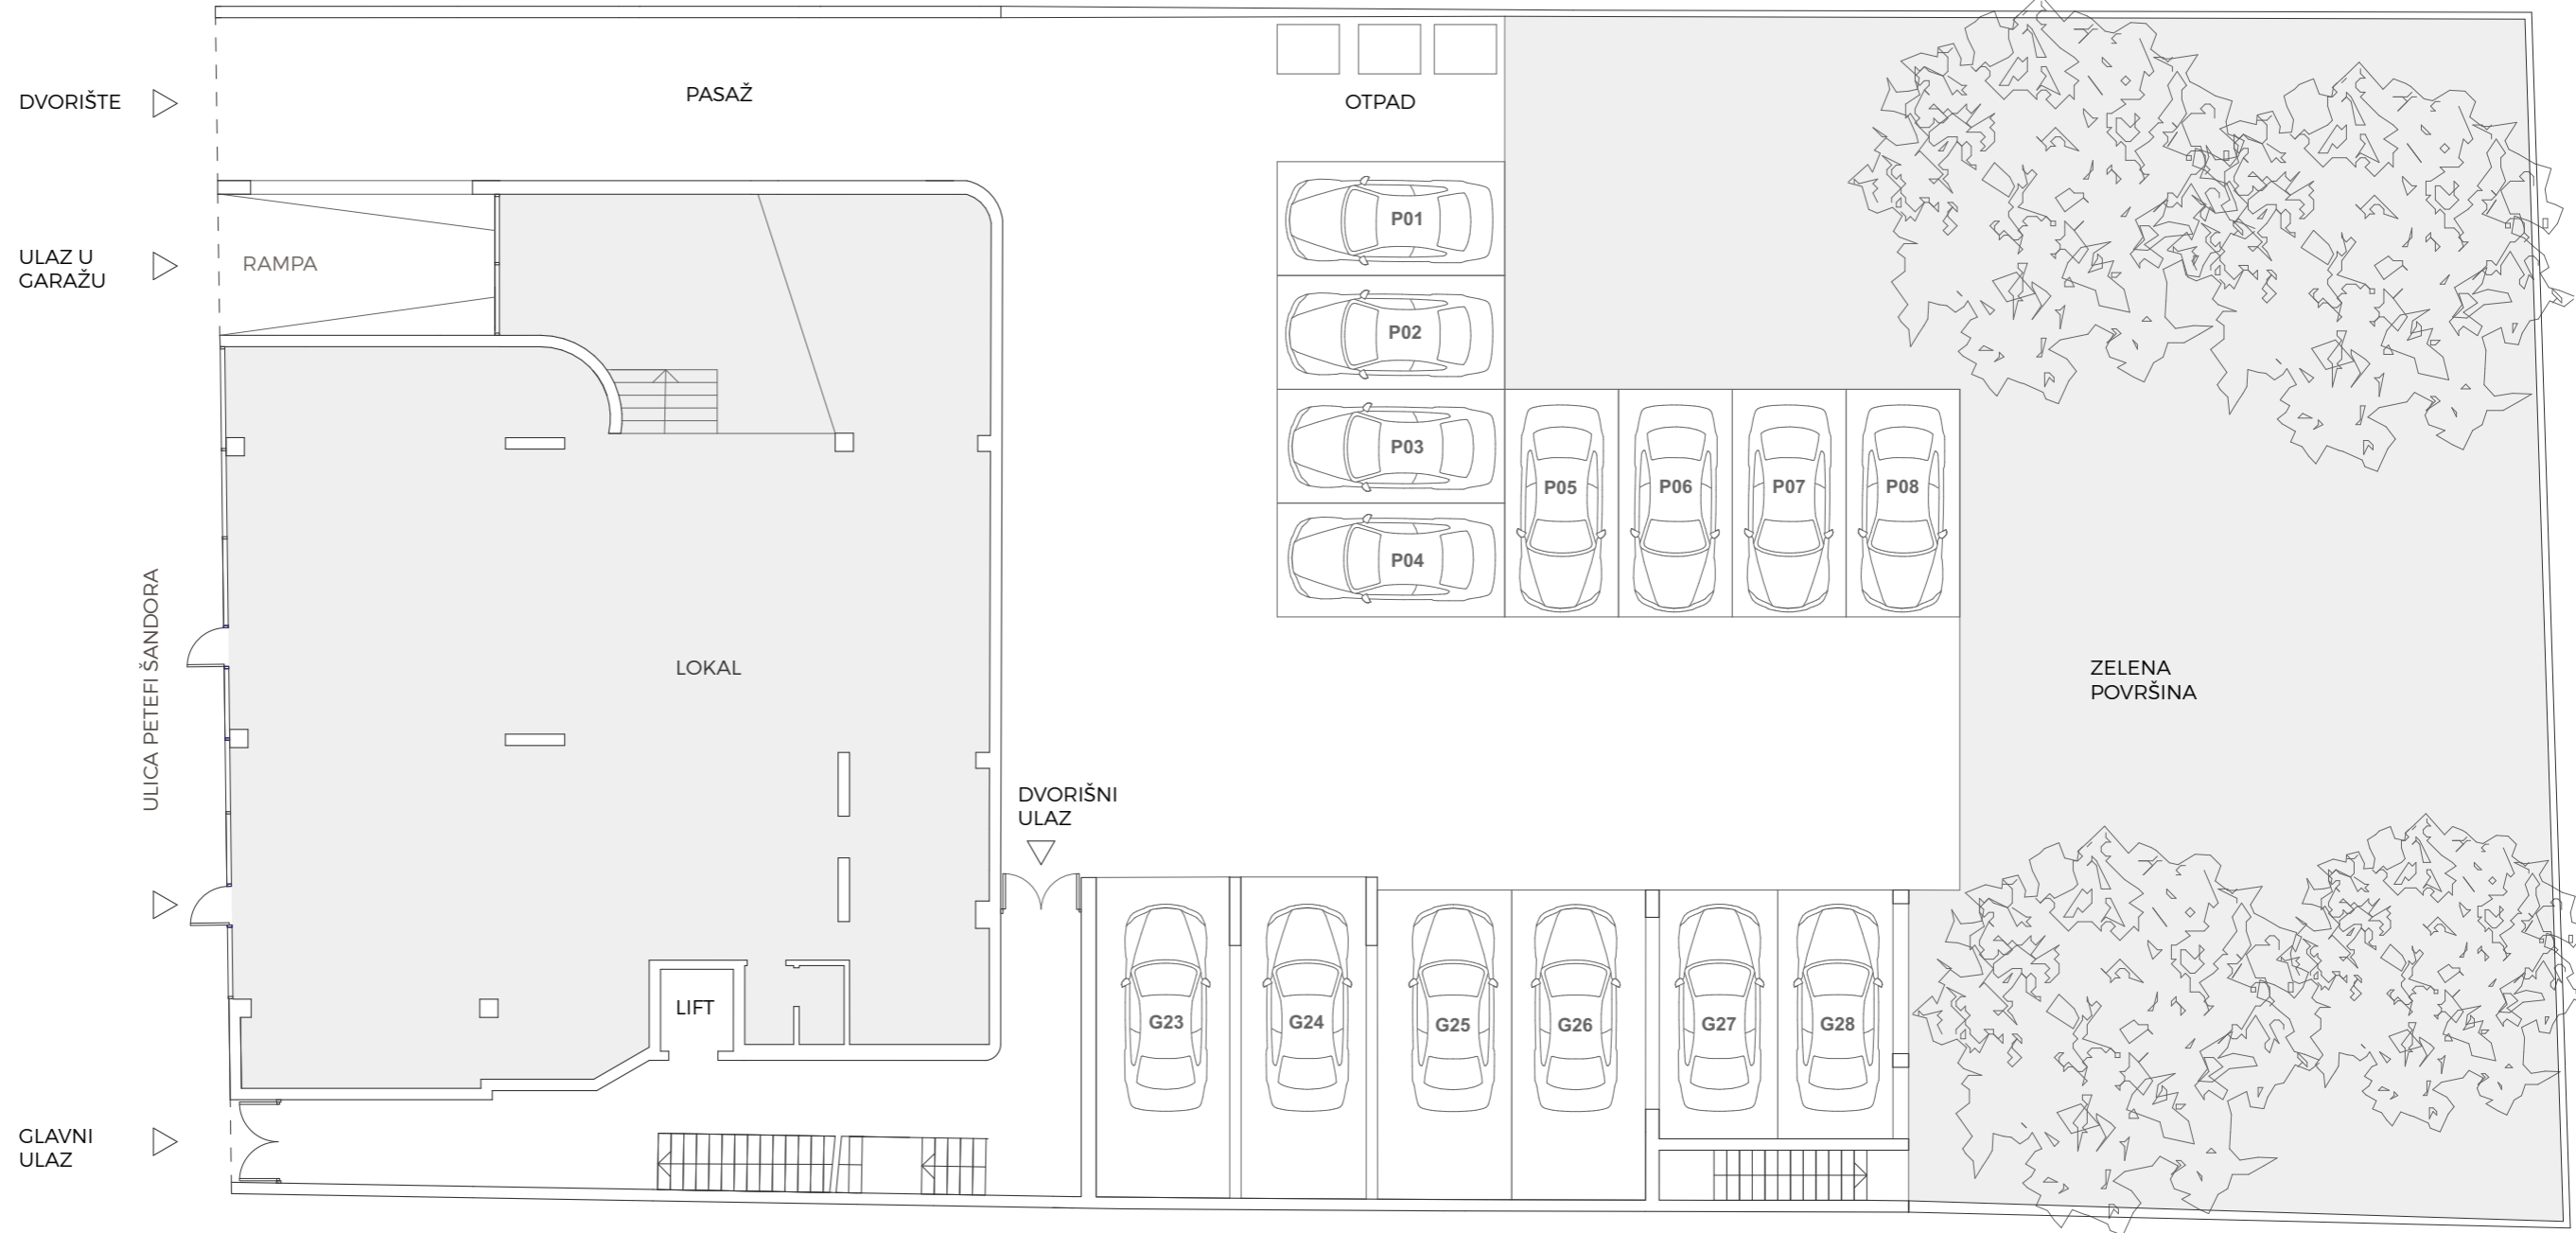 DVORIŠTE
PASAŽ
OTPAD
ULAZ U
GARAŽU
RAMPA
P01
P02
P03
P04
P05
P06
P07
P08
ULICA PETEFI ŠANDORA
LOKAL
ZELENA
POVRŠINA
DVORIŠNI
ULAZ
LIFT
G23
G24
G25
G26
G27
G28
GLAVNI
ULAZ